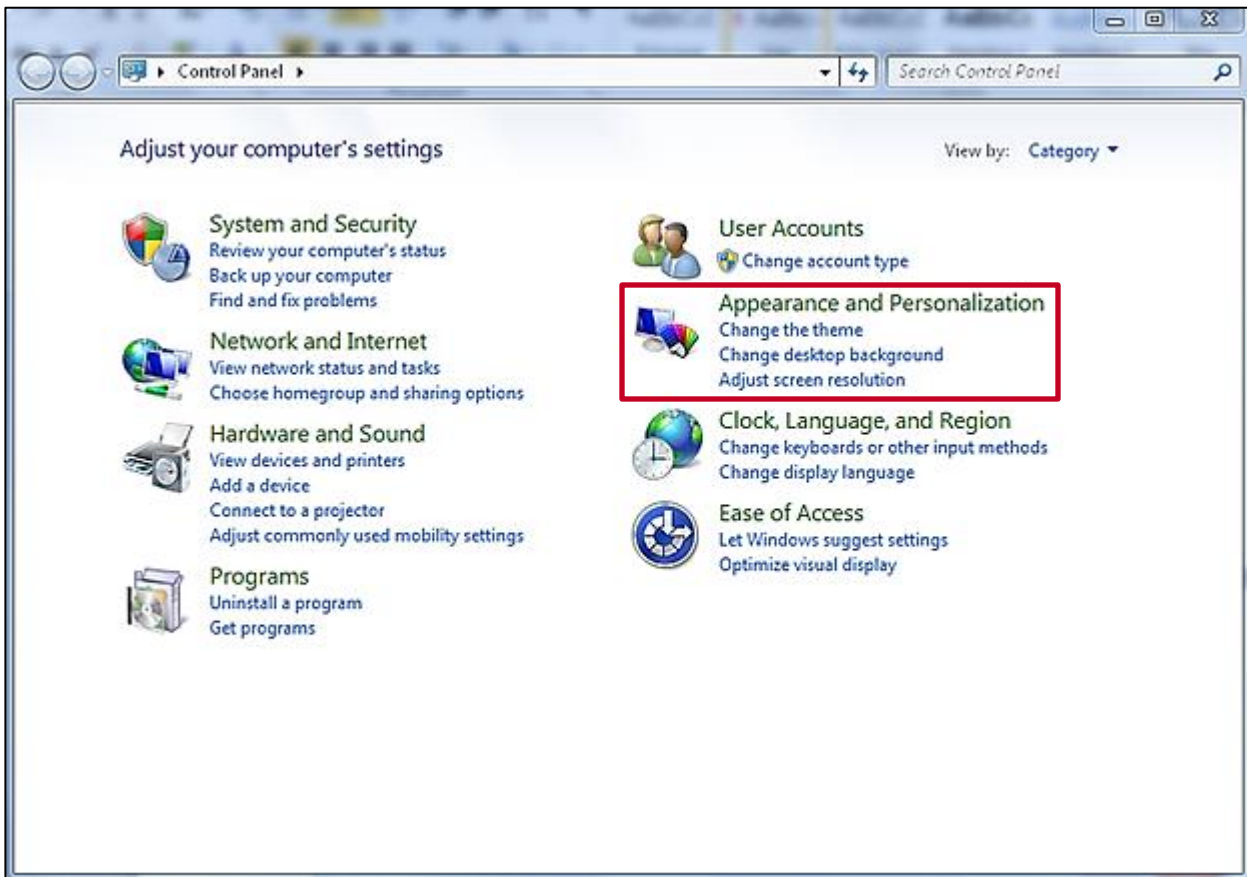 Control Panel
Search Control Panel
Adjust your computer's settings
View by: Category
System and Security
Review your computer's status
Back up your computer
Find and fix problems
Network and Internet
View network status and tasks
Choose homegroup and sharing options
Hardware and Sound
View devices and printers
Add a device
Connect to a projector
Adjust commonly used mobility settings
Programs
Uninstall a program
Get programs
User Accounts
Change account type
Appearance and Personalization
Change the theme
Change desktop background
Adjust screen resolution
Clock, Language, and Region
Change keyboards or other input methods
Change display language
Ease of Access
Let Windows suggest settings
Optimize visual display